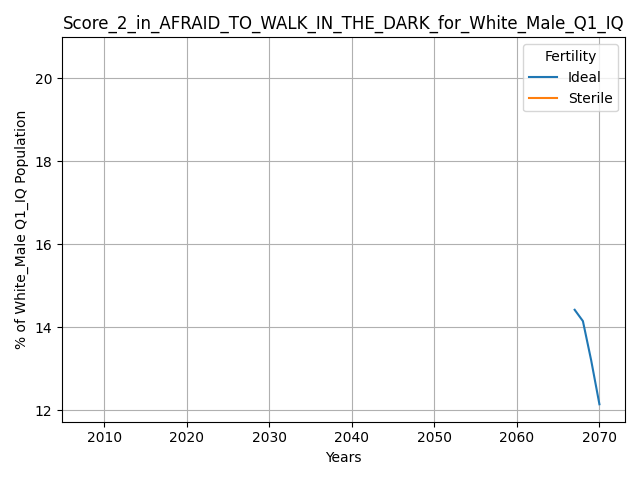 Score_2_in_AFRAID_TO_WALK_IN_THE_DARK_for_White_Male_Q1_IQ
Fertility
Ideal
Sterile
% of White_Male Q1_IQ Population
20
18
16
14
12
2010 2020 2030 2040 2050 2060 2070
Years